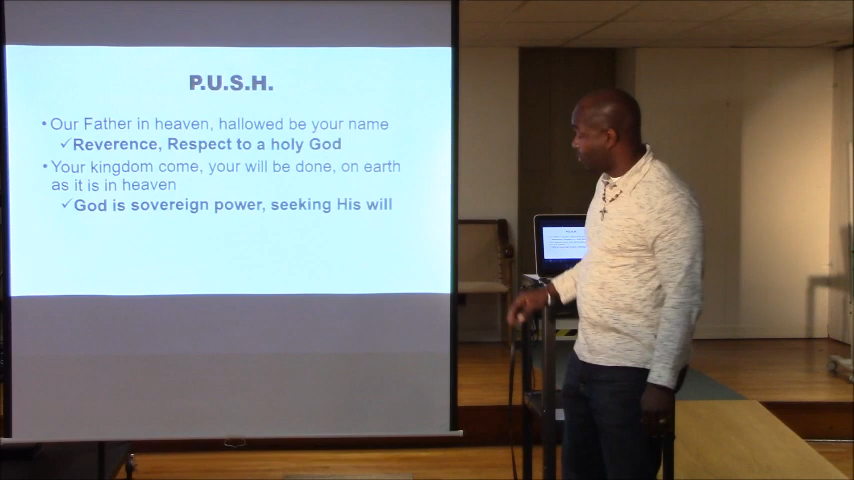 P.U.S.H.
• Our Father in heaven, hallowed be your name
✓Reverence, Respect to a holy God
• Your kingdom come, your will be done, on earth
as it is in heaven
✓God is sovereign power, seeking His will
P.U.S.H.